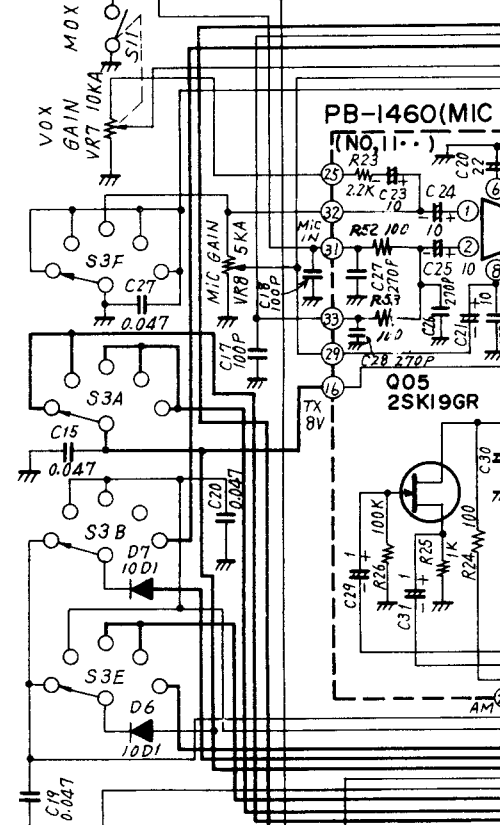 MOX
S11
VOX
GAIN
VR7 10KA
PB-1460(MIC
(NO,11··)
R23
2.2K
C23
10
C24
10
C20
22
25
32
31
33
29
16
1
2
6
8
MIC
IN
R52 100
C25
10
C27
270P
MIC GAIN
VR8 5KA
C18
100P
C26
270P
C21
10
C28 270P
C17
100P
S3F
C27
0.047
S3A
C15
0.047
TX
8V
Q05
2SK19GR
C30
100K
R26
C29
1
C31
1
R25
1K
R24
100
S3B
C20
0.047
D7
10D1
S3E
D6
10D1
C19
0.047
AM